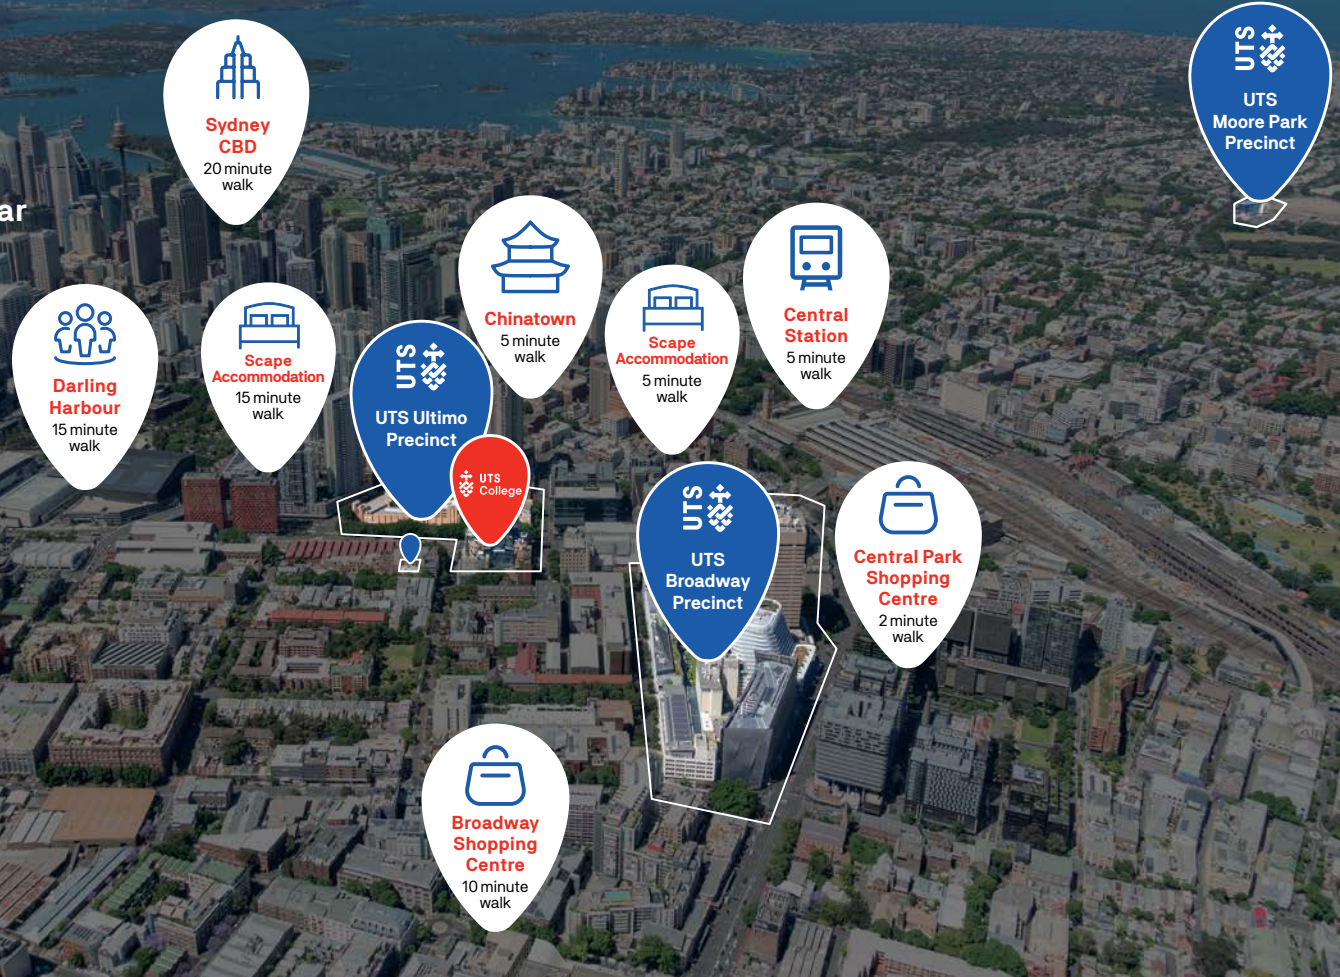 Sydney
CBD
20 minute
walk
UTS
UTS
Moore Park
Precinct
ar
Chinatown
5 minute
walk
Central
Station
5 minute
walk
Darling
Harbour
15 minute
walk
Scape
Accommodation
15 minute
walk
UTS
UTS Ultimo
Precinct
Scape
Accommodation
5 minute
walk
UTS
College
UTS
UTS
Broadway
Precinct
Central Park
Shopping
Centre
2 minute
walk
Broadway
Shopping
Centre
10 minute
walk